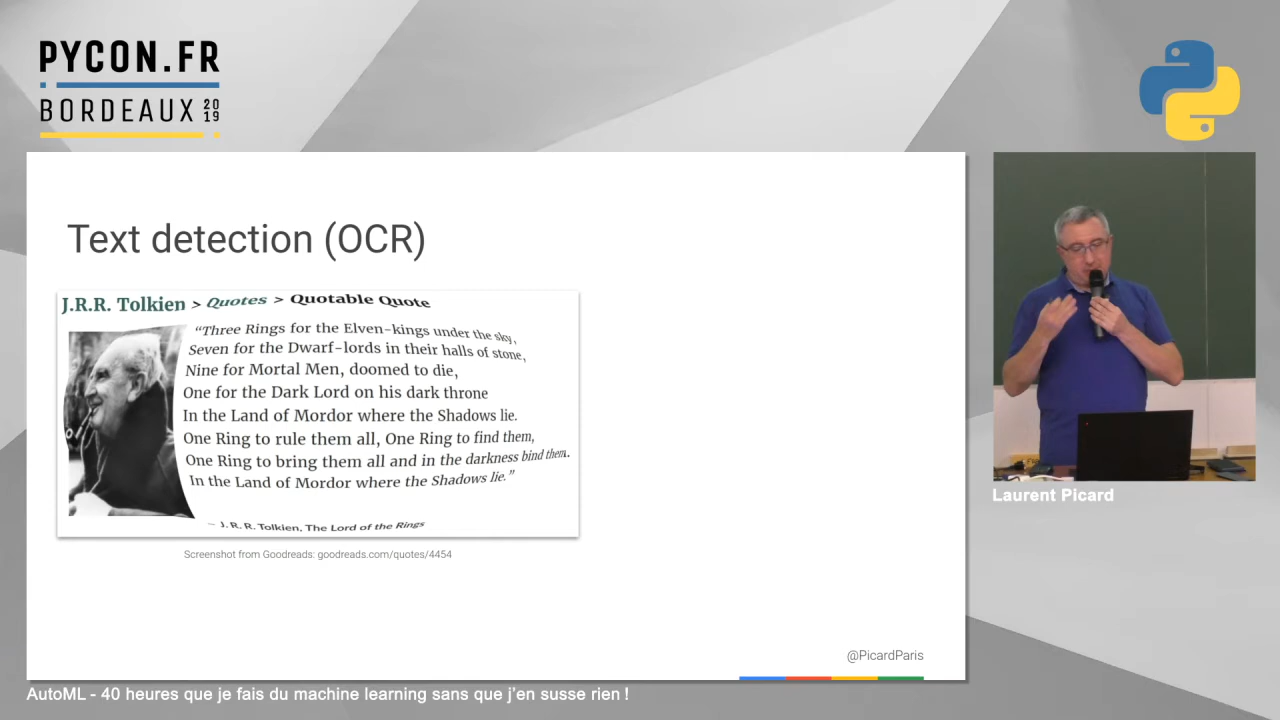 PYCON.FR
BORDEAUX 2019
Text detection (OCR)
J.R.R. Tolkien > Quotes > Quotable Quote
“Three Rings for the Elven-kings under the sky,
Seven for the Dwarf-lords in their halls of stone,
Nine for Mortal Men, doomed to die,
One for the Dark Lord on his dark throne
In the Land of Mordor where the Shadows lie.
One Ring to rule them all, One Ring to find them,
One Ring to bring them all and in the darkness bind them.
In the Land of Mordor where the Shadows lie.”
— J.R.R. Tolkien, The Lord of the Rings
Screenshot from Goodreads: goodreads.com/quotes/4454
@PicardParis
Laurent Picard
AutoML - 40 heures que je fais du machine learning sans que j’en susse rien !